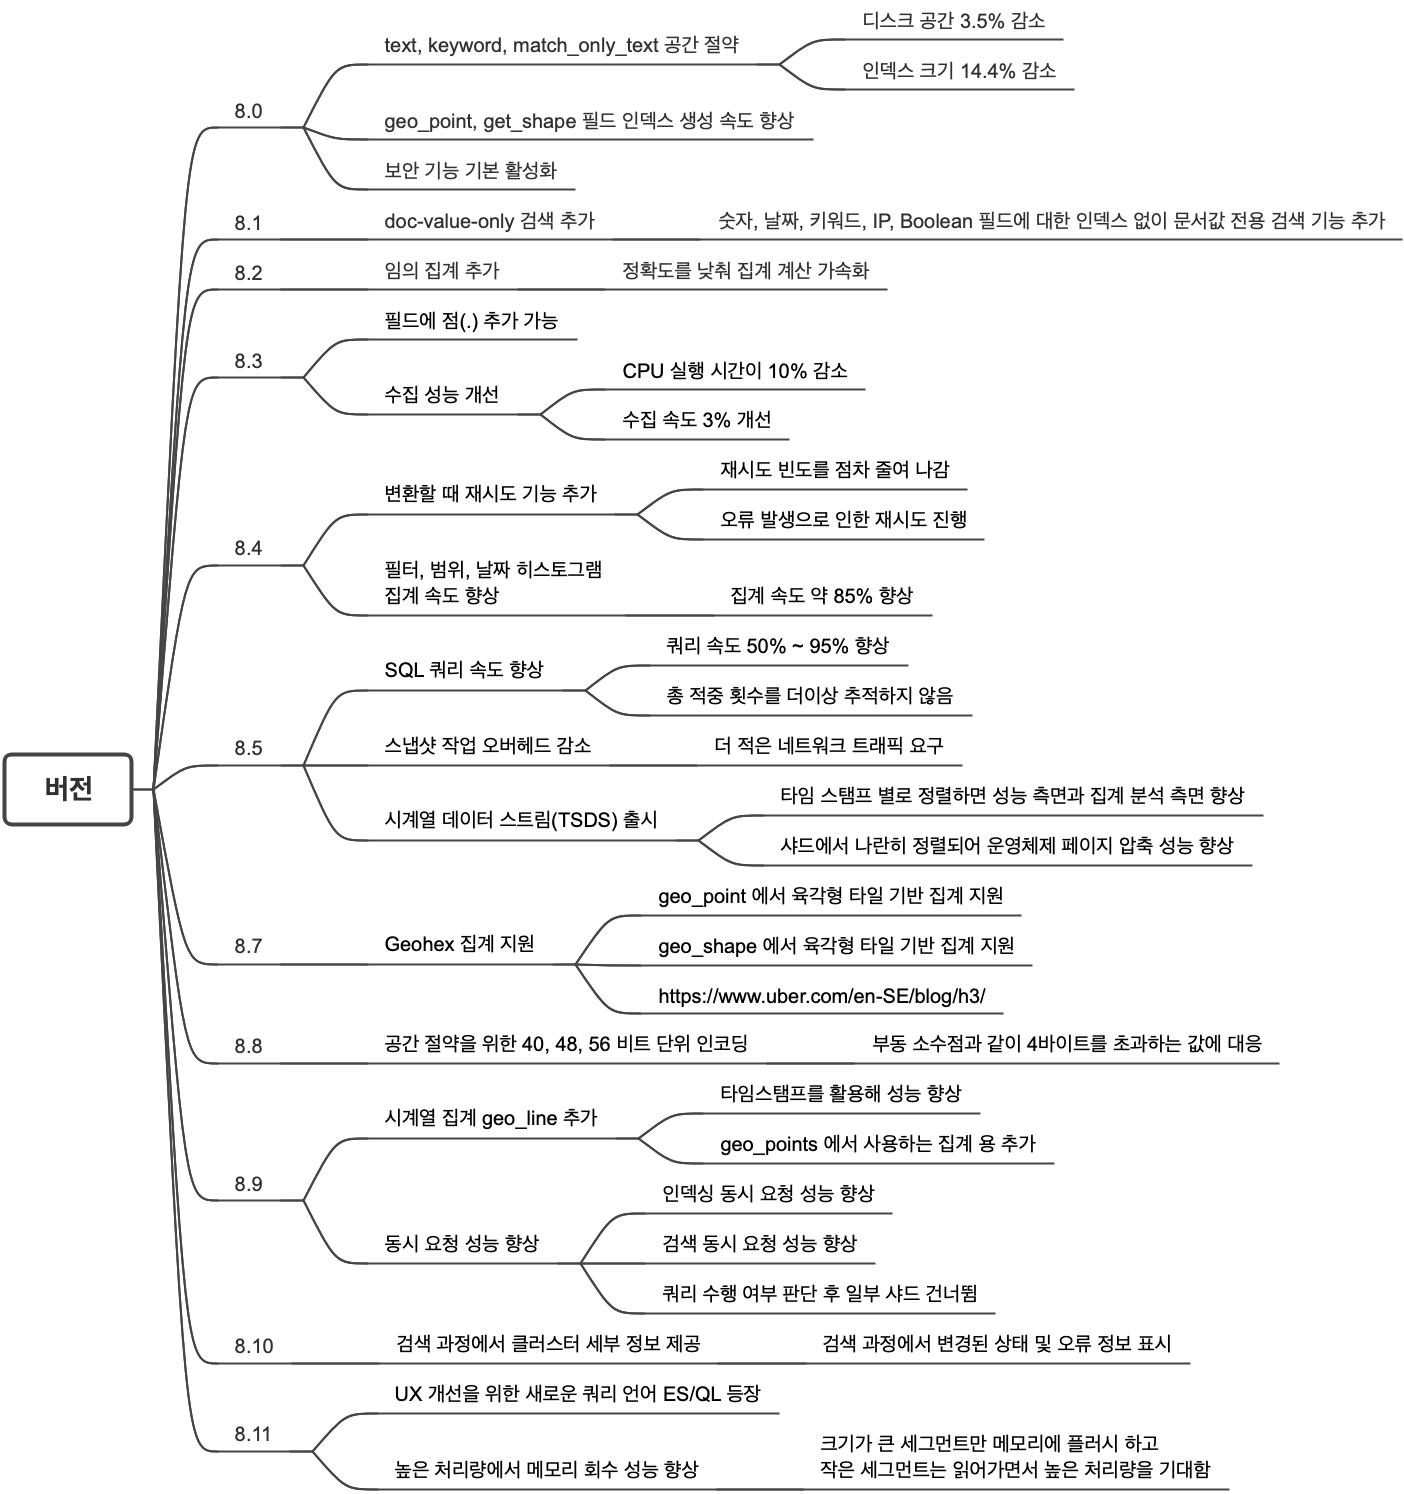 버전
8.0
text, keyword, match_only_text 공간 절약
디스크 공간 3.5% 감소
인덱스 크기 14.4% 감소
geo_point, get_shape 필드 인덱스 생성 속도 향상
보안 기능 기본 활성화
8.1
doc-value-only 검색 추가
숫자, 날짜, 키워드, IP, Boolean 필드에 대한 인덱스 없이 문서값 전용 검색 기능 추가
8.2
임의 집계 추가
정확도를 낮춰 집계 계산 가속화
8.3
필드에 점(.) 추가 가능
수집 성능 개선
CPU 실행 시간이 10% 감소
수집 속도 3% 개선
8.4
변환할 때 재시도 기능 추가
재시도 빈도를 점차 줄여 나감
오류 발생으로 인한 재시도 진행
필터, 범위, 날짜 히스토그램
집계 속도 향상
집계 속도 약 85% 향상
8.5
SQL 쿼리 속도 향상
쿼리 속도 50% ~ 95% 향상
총 적중 횟수를 더이상 추적하지 않음
스냅샷 작업 오버헤드 감소
더 적은 네트워크 트래픽 요구
시계열 데이터 스트림(TSDS) 출시
타임 스탬프 별로 정렬하면 성능 측면과 집계 분석 측면 향상
샤드에서 나란히 정렬되어 운영체제 페이지 압축 성능 향상
8.7
Geohex 집계 지원
geo_point 에서 육각형 타일 기반 집계 지원
geo_shape 에서 육각형 타일 기반 집계 지원
https://www.uber.com/en-SE/blog/h3/
8.8
공간 절약을 위한 40, 48, 56 비트 단위 인코딩
부동 소수점과 같이 4바이트를 초과하는 값에 대응
8.9
시계열 집계 geo_line 추가
타임스탬프를 활용해 성능 향상
geo_points 에서 사용하는 집계 용 추가
동시 요청 성능 향상
인덱싱 동시 요청 성능 향상
검색 동시 요청 성능 향상
쿼리 수행 여부 판단 후 일부 샤드 건너뜀
8.10
검색 과정에서 클러스터 세부 정보 제공
검색 과정에서 변경된 상태 및 오류 정보 표시
8.11
UX 개선을 위한 새로운 쿼리 언어 ES/QL 등장
높은 처리량에서 메모리 회수 성능 향상
크기가 큰 세그먼트만 메모리에 플러시 하고
작은 세그먼트는 읽어가면서 높은 처리량을 기대함